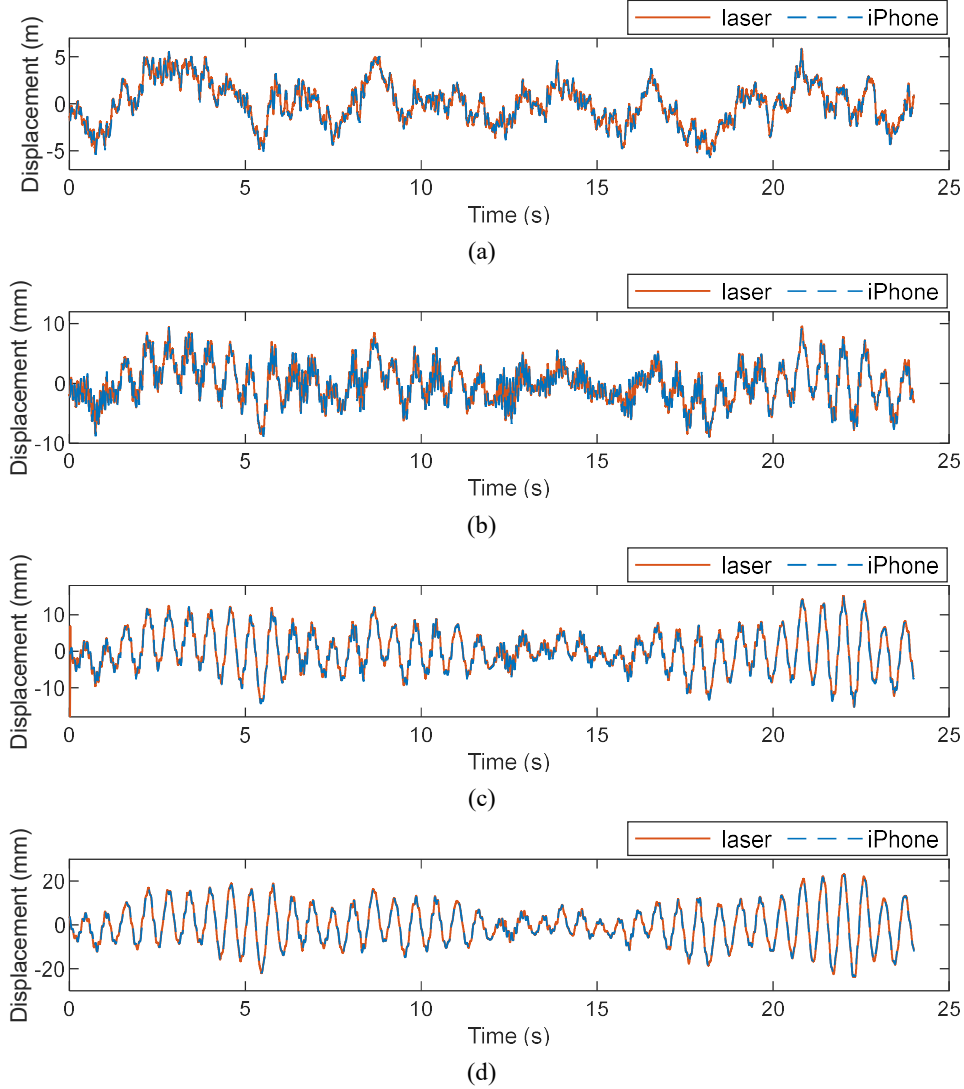 laser iPhone
Displacement (m)
5
0
-5
0 5 10 15 20 25
Time (s)
(a)
laser iPhone
Displacement (mm)
10
0
-10
0 5 10 15 20 25
Time (s)
(b)
laser iPhone
Displacement (mm)
10
0
-10
0 5 10 15 20 25
Time (s)
(c)
laser iPhone
Displacement (mm)
20
0
-20
0 5 10 15 20 25
Time (s)
(d)